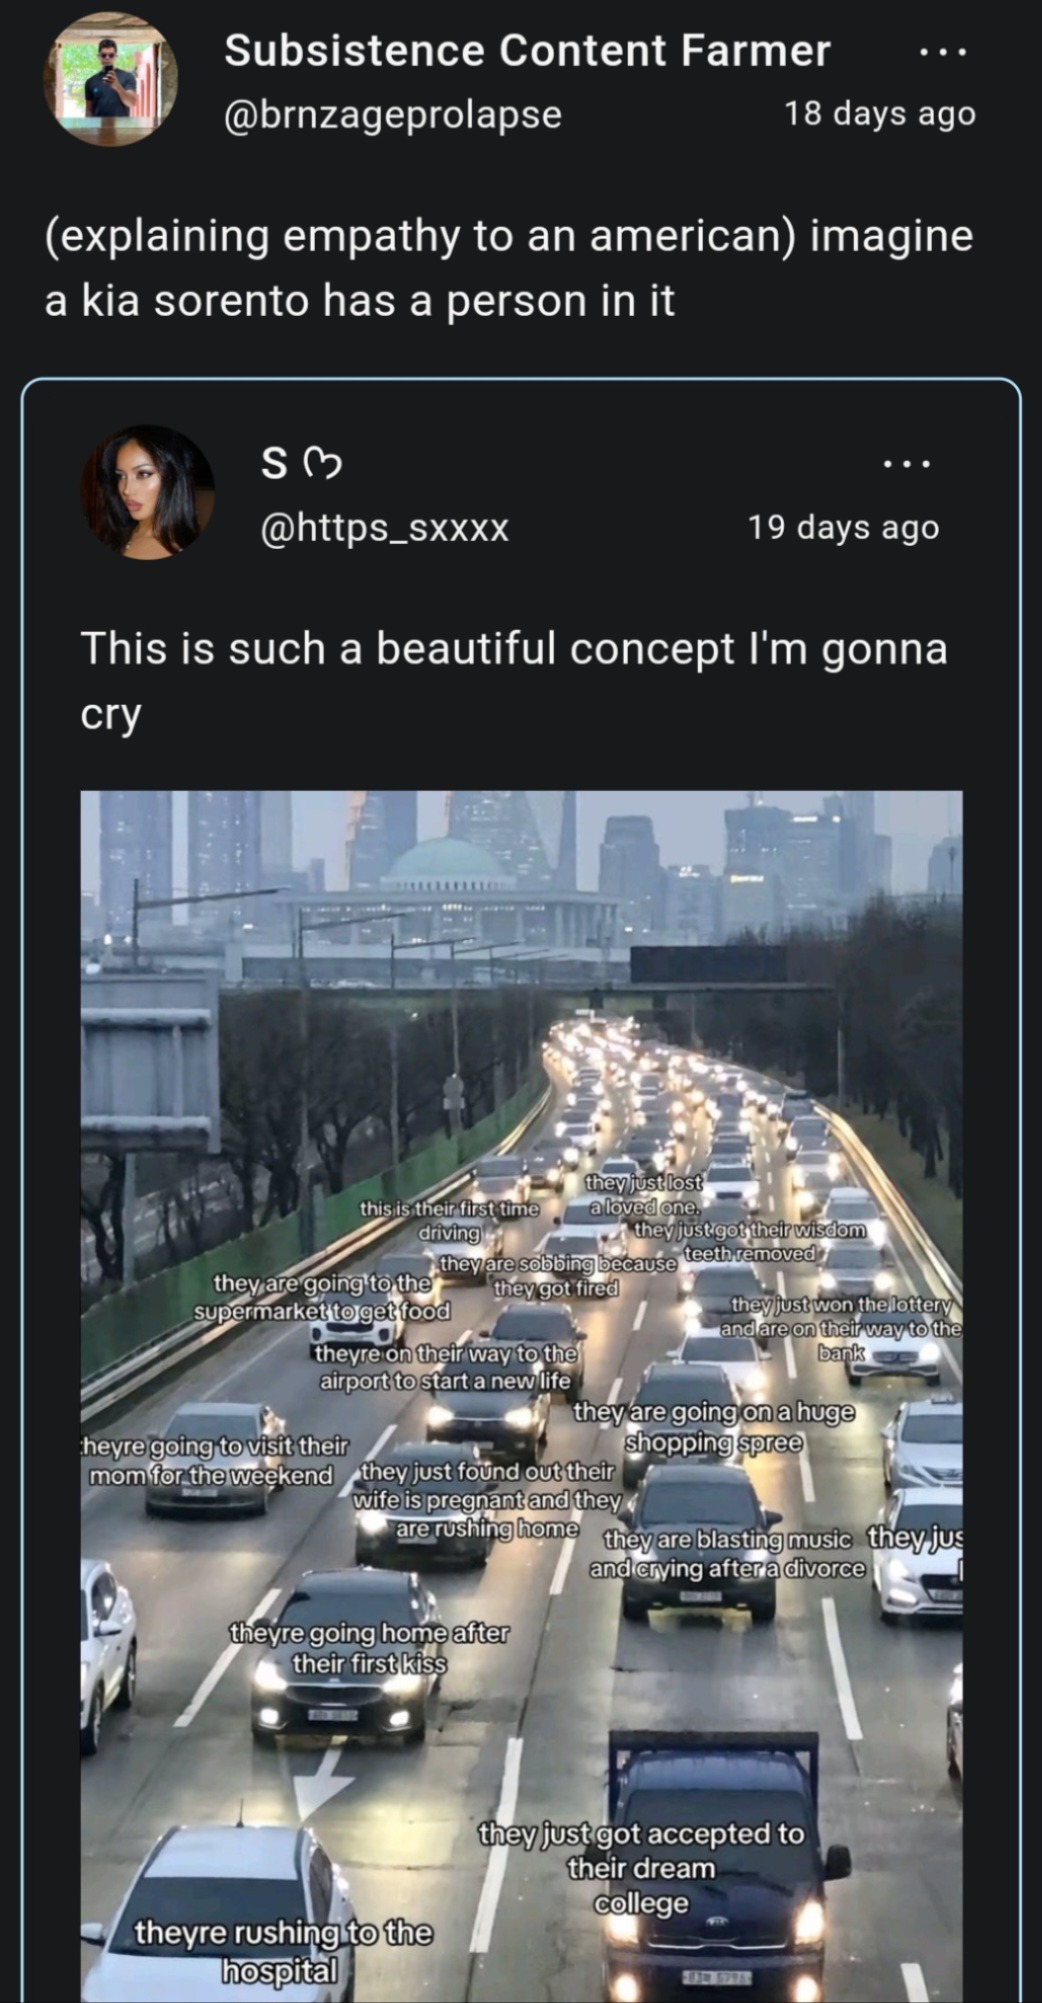 Subsistence Content Farmer
@brnzageprolapse
18 days ago
(explaining empathy to an american) imagine
a kia sorento has a person in it
S ღ
@https_sxxxx
19 days ago
This is such a beautiful concept I'm gonna
cry
they just lost
a loved one.
this is their first time
driving
they just got their wisdom
teeth removed
they are sobbing because
they got fired
they are going to the
supermarket to get food
they just won the lottery
and are on their way to the
bank
theyre on their way to the
airport to start a new life
they are going on a huge
shopping spree
heyre going to visit their
mom for the weekend
they just found out their
wife is pregnant and they
are rushing home
they are blasting music
and crying after a divorce
they jus
theyre going home after
their first kiss
they just got accepted to
their dream
college
KIA
theyre rushing to the
hospital